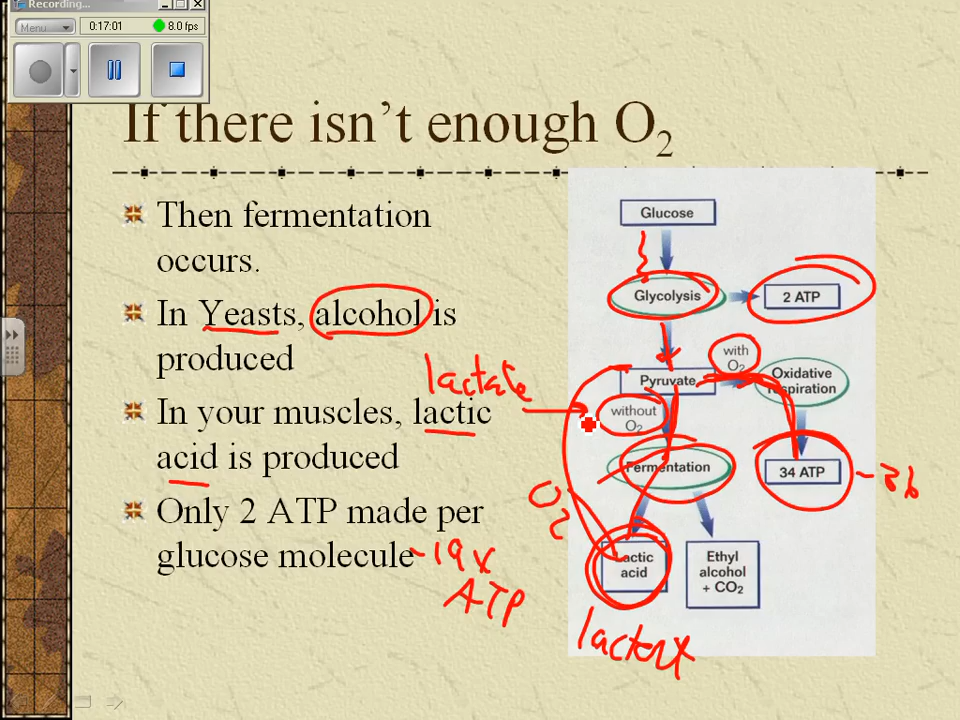 Recording...
Menu
0:17:01
8.0 fps
If there isn't enough O2
Then fermentation
occurs.
In Yeasts, alcohol is
produced
In your muscles, lactic
acid is produced
Only 2 ATP made per
glucose molecule
~19x
ATP
lactate
O2
Glucose
Glycolysis
2 ATP
Pyruvate
with
O2
Oxidative
Respiration
without
O2
Fermentation
34 ATP
~36
Lactic
acid
Ethyl
alcohol
+ CO2